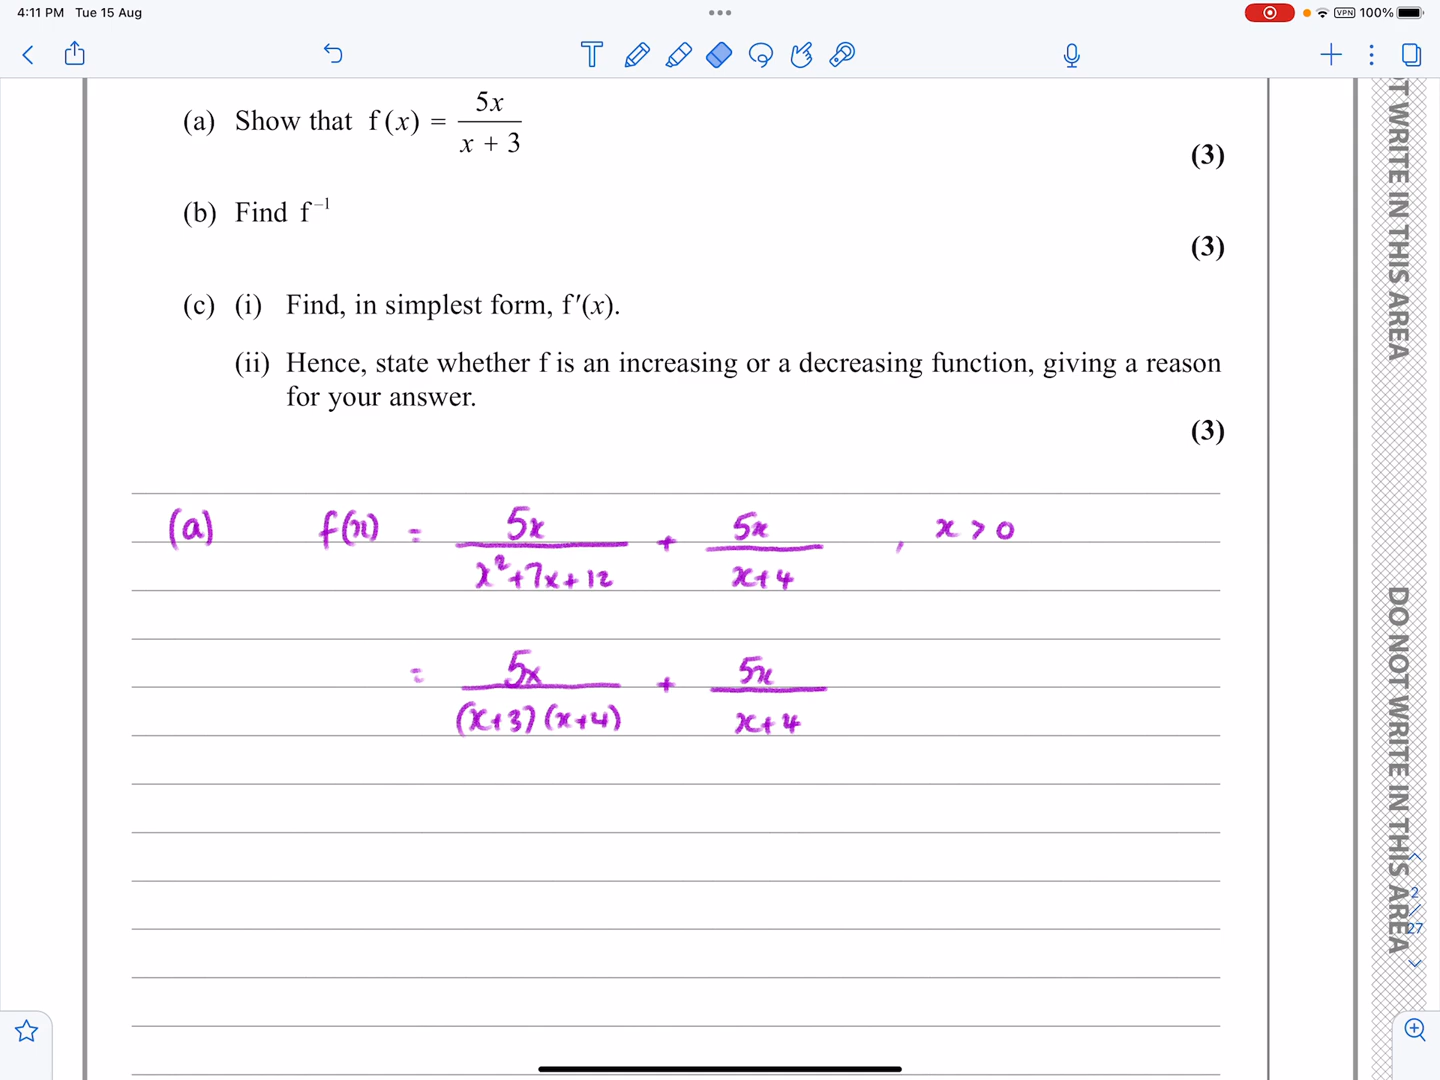 4:11 PM Tue 15 Aug
VPN 100%
(a) Show that f(x) = 5x / x + 3
(3)
(b) Find f⁻¹
(3)
(c) (i) Find, in simplest form, f′(x).
(ii) Hence, state whether f is an increasing or a decreasing function, giving a reason
for your answer.
(3)
(a) f(x) = 5x / x²+7x+12 + 5x / x+4 , x > 0
= 5x / (x+3)(x+4) + 5x / x+4
T WRITE IN THIS AREA
DO NOT WRITE IN THIS AREA
2
/
27